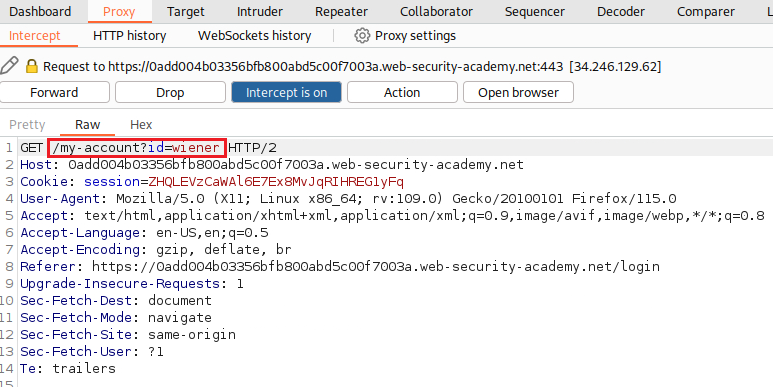 Dashboard Proxy Target Intruder Repeater Collaborator Sequencer Decoder Comparer L
Intercept HTTP history WebSockets history Proxy settings
Request to https://0add004b03356bfb800abd5c00f7003a.web-security-academy.net:443 [34.246.129.62]
Forward Drop Intercept is on Action Open browser
Pretty Raw Hex
1 GET /my-account?id=wiener HTTP/2
2 Host: 0add004b03356bfb800abd5c00f7003a.web-security-academy.net
3 Cookie: session=ZHQLEVzCaWAl6E7Ex8MvJqRIHREG1yFq
4 User-Agent: Mozilla/5.0 (X11; Linux x86_64; rv:109.0) Gecko/20100101 Firefox/115.0
5 Accept: text/html,application/xhtml+xml,application/xml;q=0.9,image/avif,image/webp,*/*;q=0.8
6 Accept-Language: en-US,en;q=0.5
7 Accept-Encoding: gzip, deflate, br
8 Referer: https://0add004b03356bfb800abd5c00f7003a.web-security-academy.net/login
9 Upgrade-Insecure-Requests: 1
10 Sec-Fetch-Dest: document
11 Sec-Fetch-Mode: navigate
12 Sec-Fetch-Site: same-origin
13 Sec-Fetch-User: ?1
14 Te: trailers
15